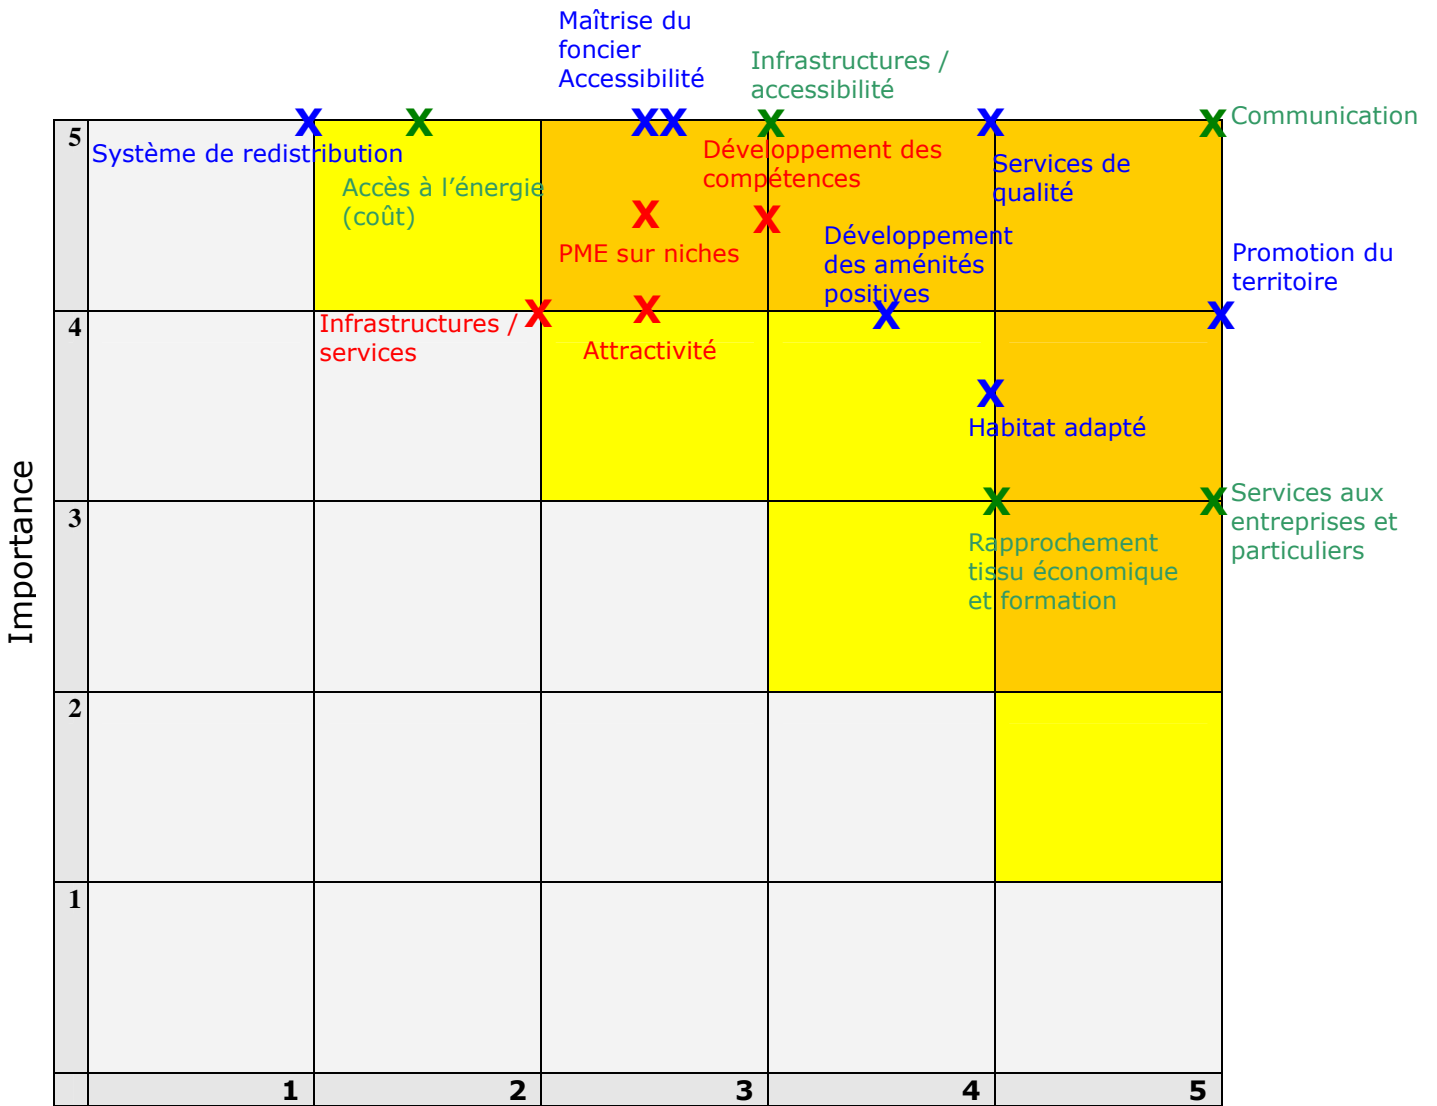 Maîtrise du
foncier
Accessibilité
Infrastructures /
accessibilité
Communication
X X X X X X X
5
Système de redistribution
Accès à l’énergie
(coût)
Développement des
compétences
Services de
qualité
X X
PME sur niches
Développement
des aménités
positives
Promotion du
territoire
X X X X
4
Infrastructures /
services
Attractivité
X
Habitat adapté
Importance
X X
3
Services aux
entreprises et
particuliers
Rapprochement
tissu économique
et formation
2
1
1 2 3 4 5